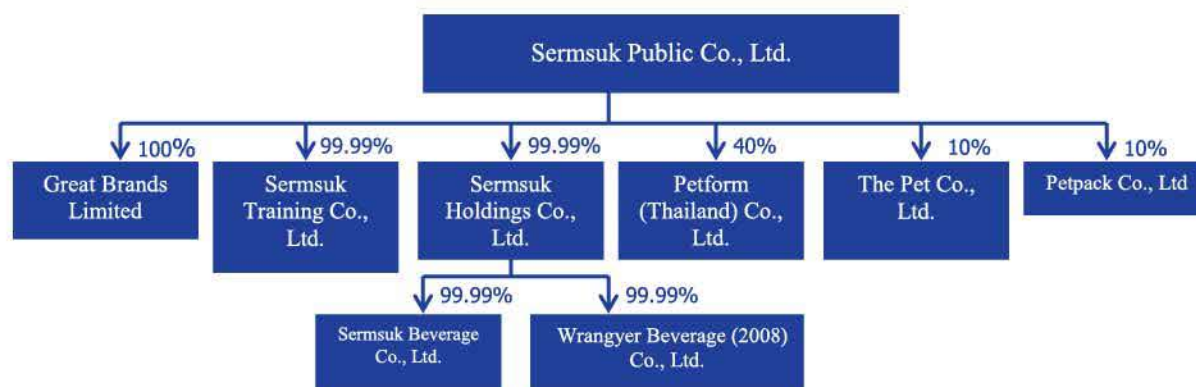 Sermsuk Public Co., Ltd.
100%
99.99%
99.99%
40%
10%
10%
Great Brands
Limited
Sermsuk
Training Co.,
Ltd.
Sermsuk
Holdings Co.,
Ltd.
Petform
(Thailand) Co.,
Ltd.
The Pet Co.,
Ltd.
Petpack Co., Ltd
99.99%
99.99%
Sermsuk Beverage
Co., Ltd.
Wrangyer Beverage (2008)
Co., Ltd.